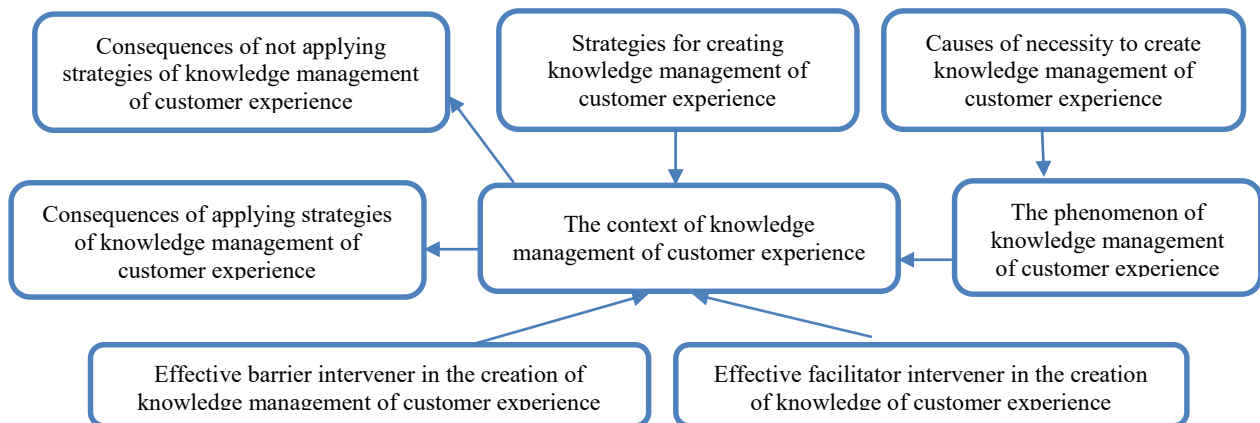 Consequences of not applying
strategies of knowledge management
of customer experience
Strategies for creating
knowledge management of
customer experience
Causes of necessity to create
knowledge management of
customer experience
Consequences of applying strategies
of knowledge management of
customer experience
The context of knowledge
management of customer experience
The phenomenon of
knowledge management
of customer experience
Effective barrier intervener in the creation of
knowledge management of customer experience
Effective facilitator intervener in the creation
of knowledge of customer experience